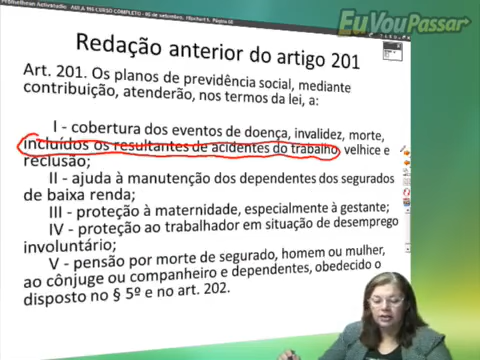 AULA 193 CURSO COMPLETO
EuVouPassar
Redação anterior do artigo 201
Art. 201. Os planos de previdência social, mediante
contribuição, atenderão, nos termos da lei, a:
I - cobertura dos eventos de doença, invalidez, morte,
incluídos os resultantes de acidentes do trabalho, velhice e
reclusão;
II - ajuda à manutenção dos dependentes dos segurados
de baixa renda;
III - proteção à maternidade, especialmente à gestante;
IV - proteção ao trabalhador em situação de desemprego
involuntário;
V - pensão por morte de segurado, homem ou mulher,
ao cônjuge ou companheiro e dependentes, obedecido o
disposto no § 5º e no art. 202.